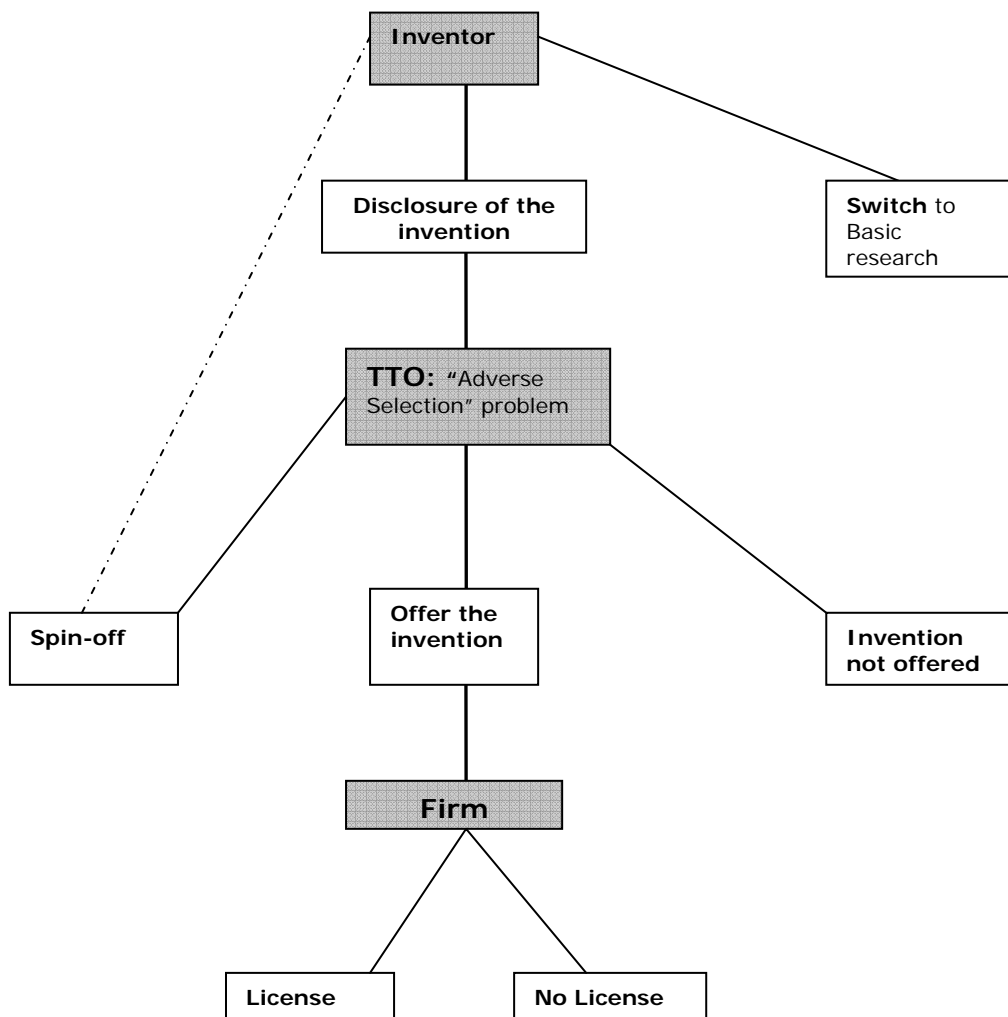 Inventor
Disclosure of the
invention
Switch to
Basic
research
TTO: "Adverse
Selection" problem
Spin-off
Offer the
invention
Invention
not offered
Firm
License
No License